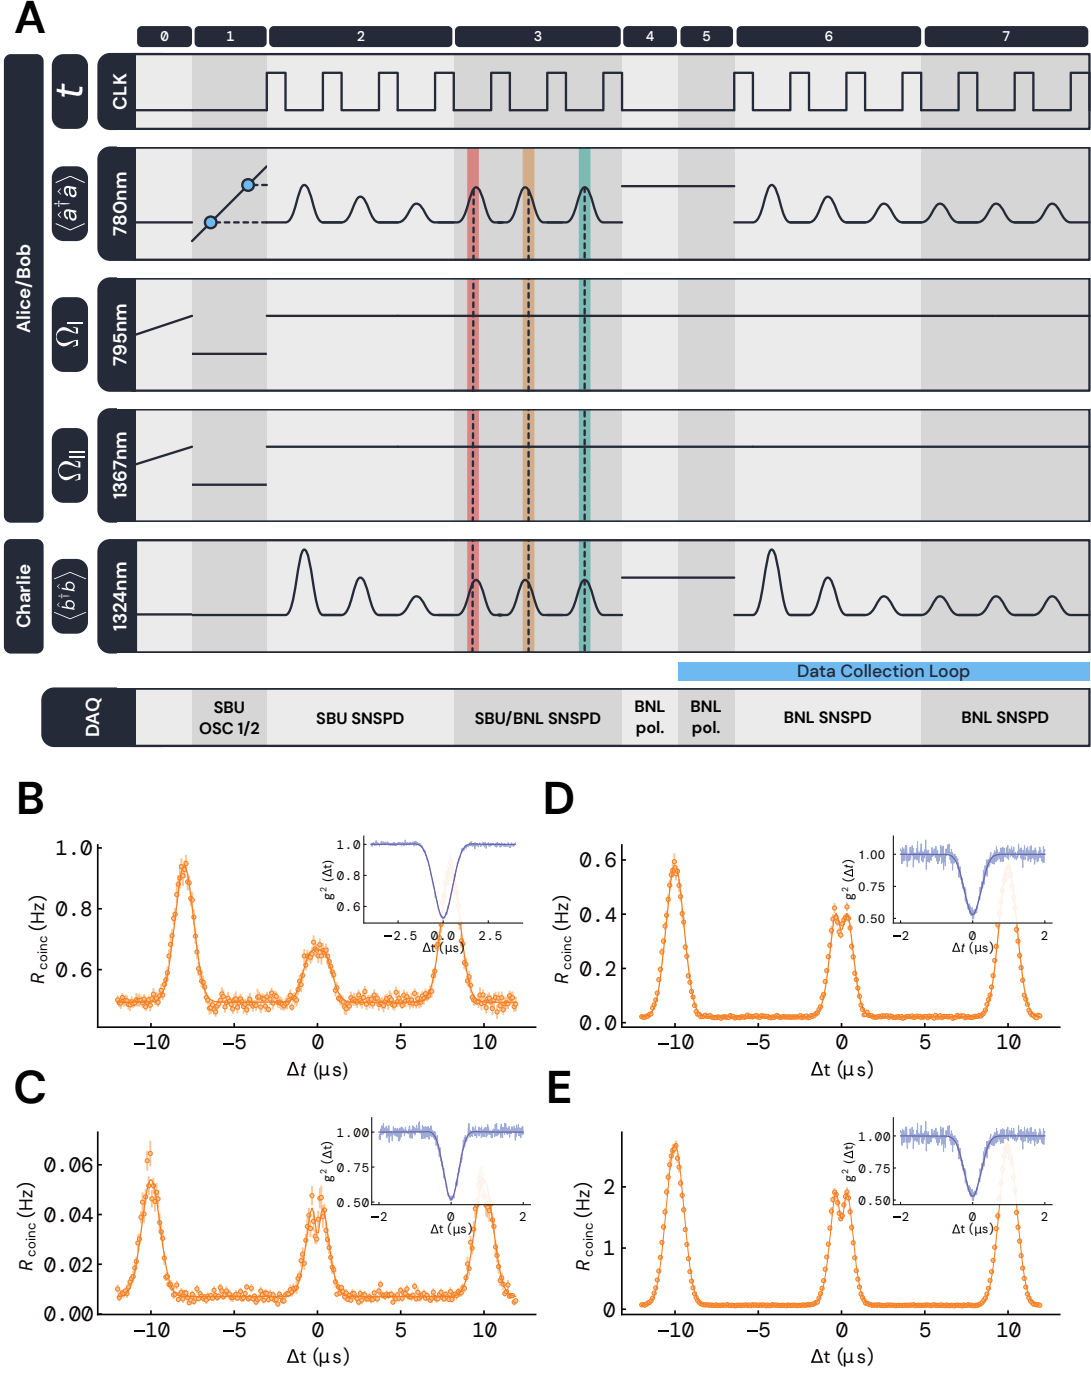 A
0 1 2 3 4 5 6 7
Alice/Bob
t
CLK
⟨â†â⟩
780nm
Ω_I
795nm
Ω_II
1367nm
Charlie
⟨b̂†b̂⟩
1324nm
Data Collection Loop
DAQ
SBU
OSC 1/2
SBU SNSPD
SBU/BNL SNSPD
BNL
pol.
BNL
pol.
BNL SNSPD
BNL SNSPD
B
R coinc (Hz)
1.0
0.8
0.6
−10 −5 0 5 10
Δt (μs)
g² (Δt)
1.0
0.8
0.6
−2.5 0.0 2.5
Δt (μs)
D
R coinc (Hz)
0.6
0.4
0.2
0.0
−10 −5 0 5 10
Δt (μs)
g² (Δt)
1.00
0.75
0.50
−2 0 2
Δt (μs)
C
R coinc (Hz)
0.06
0.04
0.02
0.00
−10 −5 0 5 10
Δt (μs)
g² (Δt)
1.00
0.75
0.50
−2 0 2
Δt (μs)
E
R coinc (Hz)
2
1
0
−10 −5 0 5 10
Δt (μs)
g² (Δt)
1.00
0.75
0.50
−2 0 2
Δt (μs)